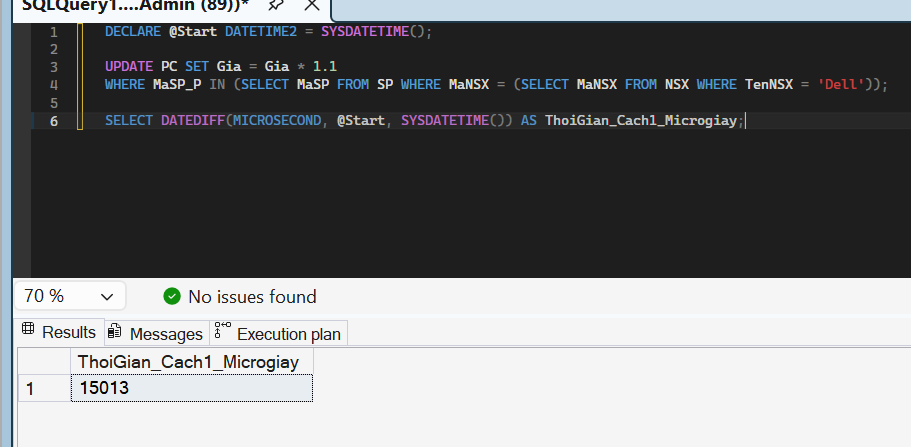 SQLQuery1....Admin (89))*
1 DECLARE @Start DATETIME2 = SYSDATETIME();
2
3 UPDATE PC SET Gia = Gia * 1.1
4 WHERE MaSP_P IN (SELECT MaSP FROM SP WHERE MaNSX = (SELECT MaNSX FROM NSX WHERE TenNSX = 'Dell'));
5
6 SELECT DATEDIFF(MICROSECOND, @Start, SYSDATETIME()) AS ThoiGian_Cach1_Microgiay;
70 % No issues found
Results Messages Execution plan
ThoiGian_Cach1_Microgiay
1 15013